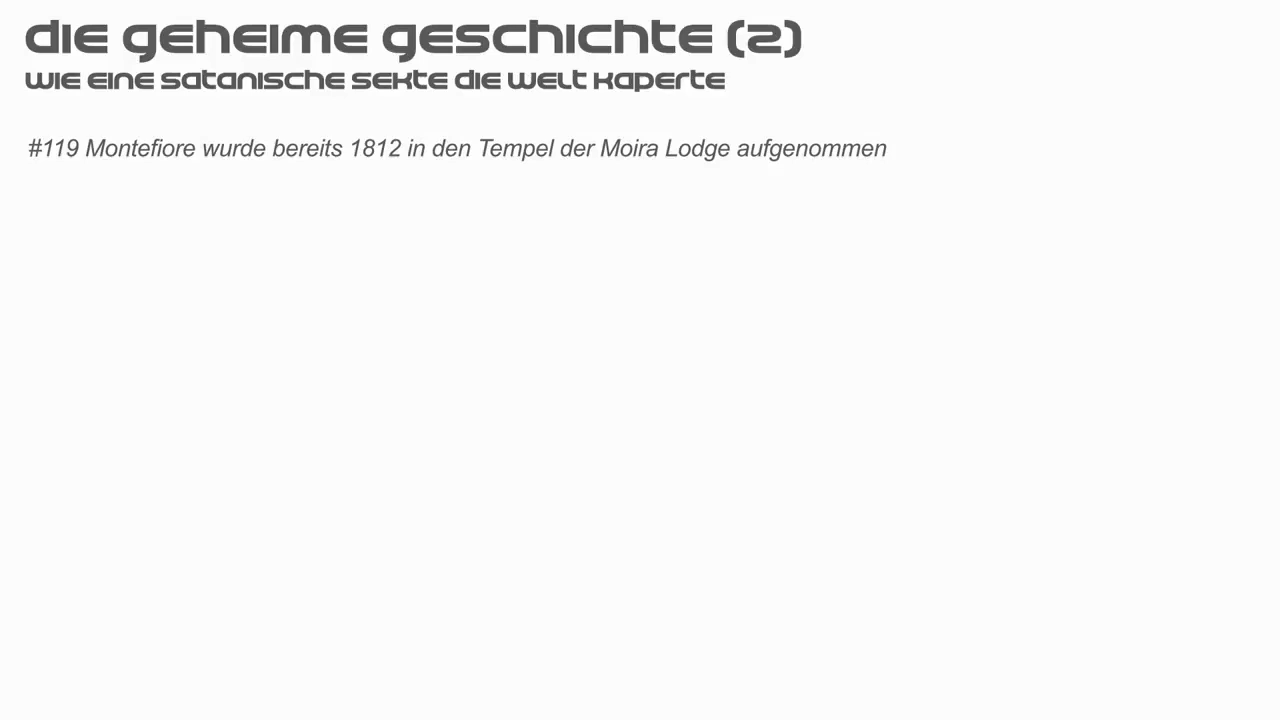 DIE GEHEIME GESCHICHTE (2)
WIE EINE SATANISCHE SEKTE DIE WELT KAPERTE
#119 Montefiore wurde bereits 1812 in den Tempel der Moira Lodge aufgenommen